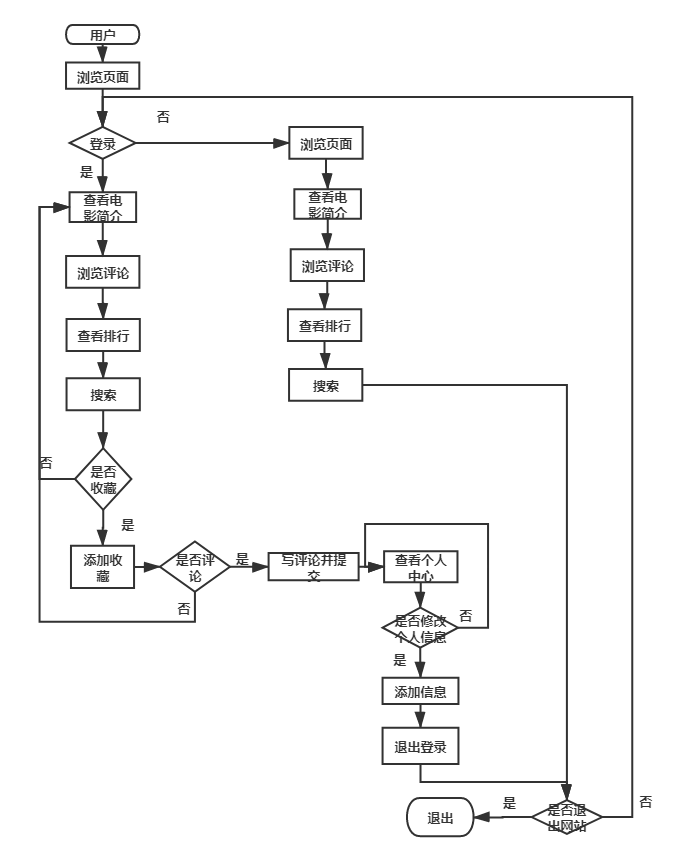 用户
浏览页面
否
登录
浏览页面
是
查看电
影简介
查看电
影简介
浏览评论
浏览评论
查看排行
查看排行
搜索
搜索
否
是否
收藏
是
添加收
藏
是否评
论
是
写评论并提
交
查看个人
中心
否
是否修改
个人信息
否
是
添加信息
退出登录
退出
是
是否退
出网站
否